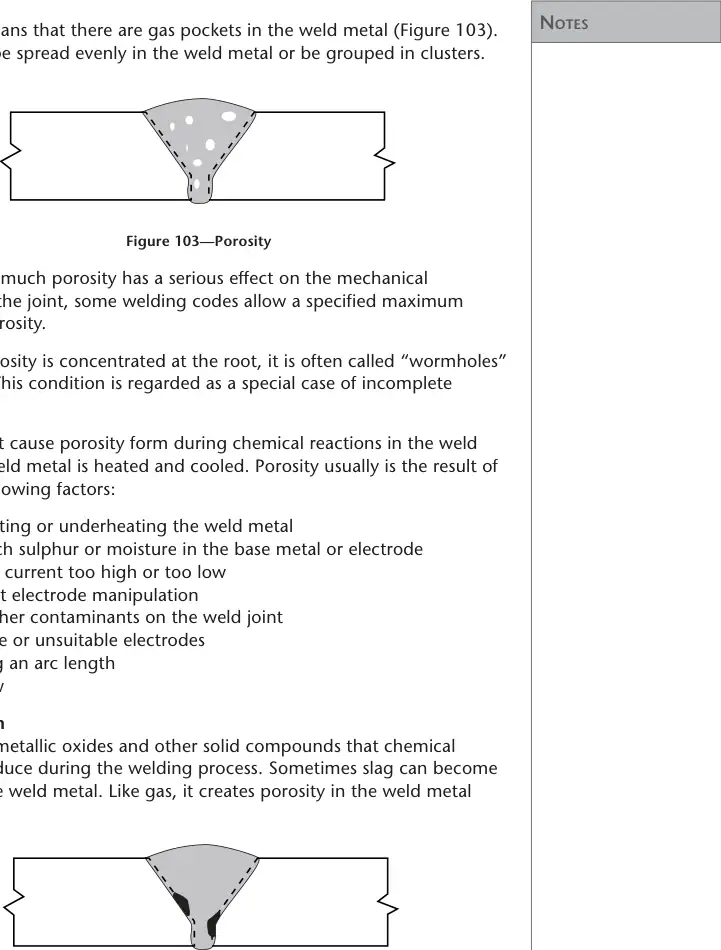 NOTES
ans that there are gas pockets in the weld metal (Figure 103).
be spread evenly in the weld metal or be grouped in clusters.
Figure 103—Porosity
much porosity has a serious effect on the mechanical
the joint, some welding codes allow a specified maximum
rosity.
osity is concentrated at the root, it is often called “wormholes”
This condition is regarded as a special case of incomplete
t cause porosity form during chemical reactions in the weld
eld metal is heated and cooled. Porosity usually is the result of
lowing factors:
ting or underheating the weld metal
ch sulphur or moisture in the base metal or electrode
current too high or too low
t electrode manipulation
her contaminants on the weld joint
e or unsuitable electrodes
g an arc length
n
metallic oxides and other solid compounds that chemical
duce during the welding process. Sometimes slag can become
e weld metal. Like gas, it creates porosity in the weld metal